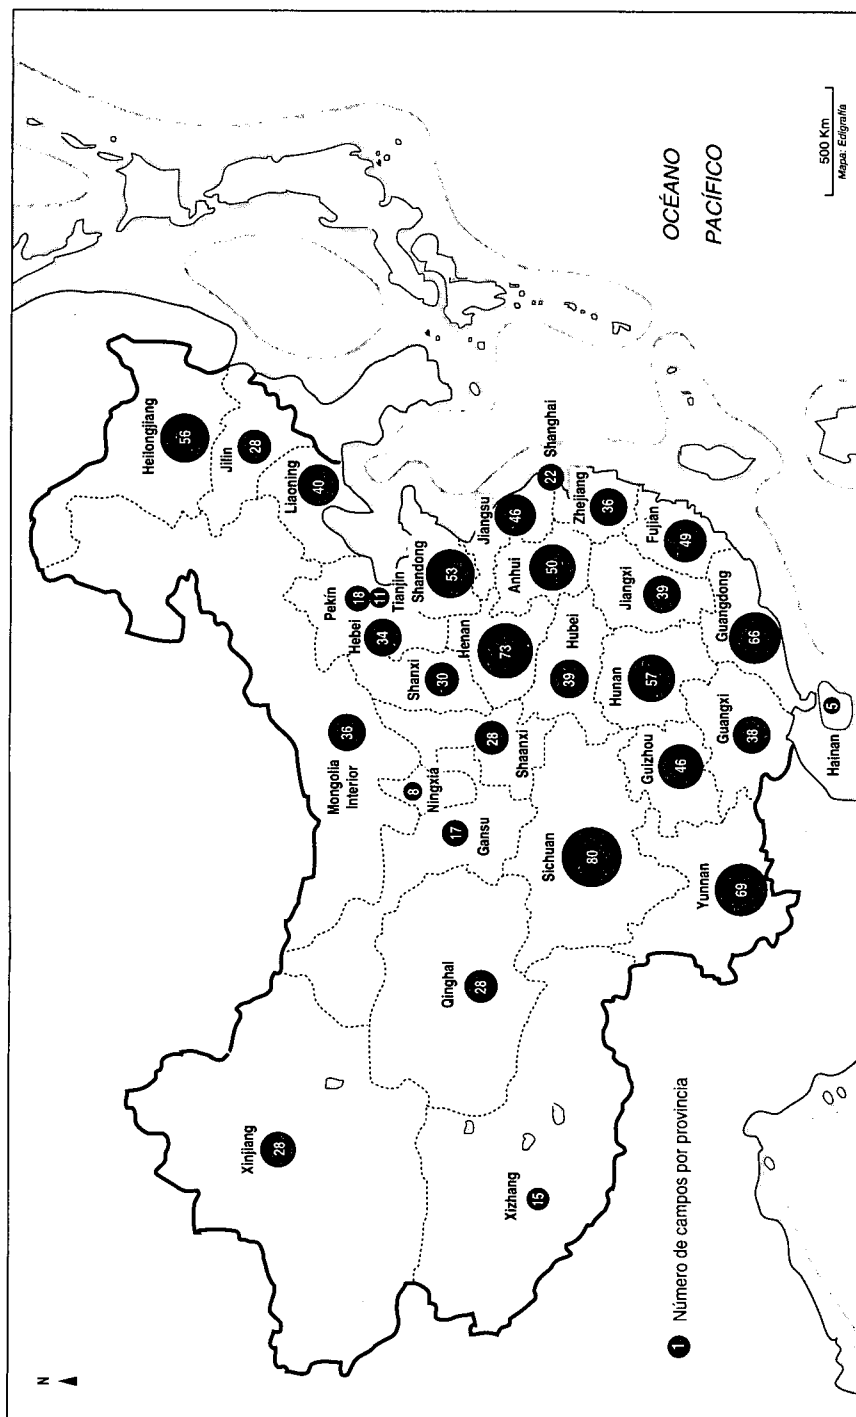 N
Heilongjiang
56
Jilin
28
Liaoning
40
Pekín
18
11
Tianjin
Hebei
34
Mongolia
Interior
36
Xinjiang
28
Shanxi
30
Shandong
53
Ningxia
8
Gansu
17
Qinghai
28
Shaanxi
28
Henan
73
Jiangsu
46
Shanghai
22
Anhui
50
Hubei
39
Zhejiang
36
Xizhang
15
Sichuan
80
Hunan
57
Jiangxi
39
Fujian
49
Guizhou
46
Yunnan
69
Guangxi
38
Guangdong
66
Hainan
5
OCÉANO
PACÍFICO
1 Número de campos por provincia
500 Km
Mapa: Edigrafía